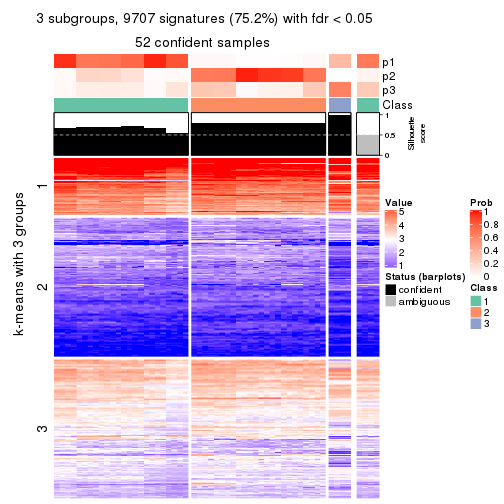 3 subgroups, 9707 signatures (75.2%) with fdr < 0.05
52 confident samples
p1
p2
p3
Class
1
0.5
0
Silhouette
score
k-means with 3 groups
1
2
3
Value
5
4
3
2
1
Status (barplots)
confident
ambiguous
Prob
1
0.8
0.6
0.4
0.2
0
Class
1
2
3